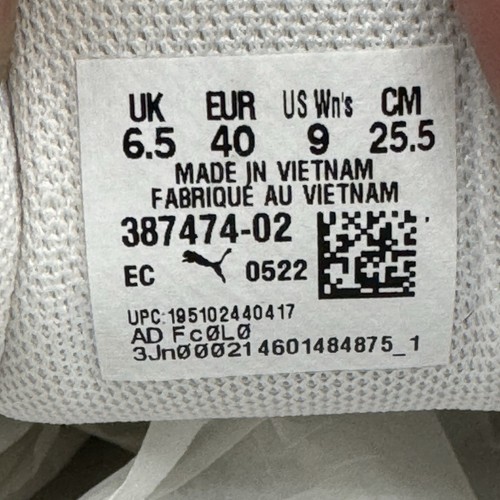 UK EUR US Wn's CM
6.5 40 9 25.5
MADE IN VIETNAM
FABRIQUE AU VIETNAM
387474-02
EC 0522
UPC:195102440417
AD FcØLØ
3JnØØØ214601484875_1